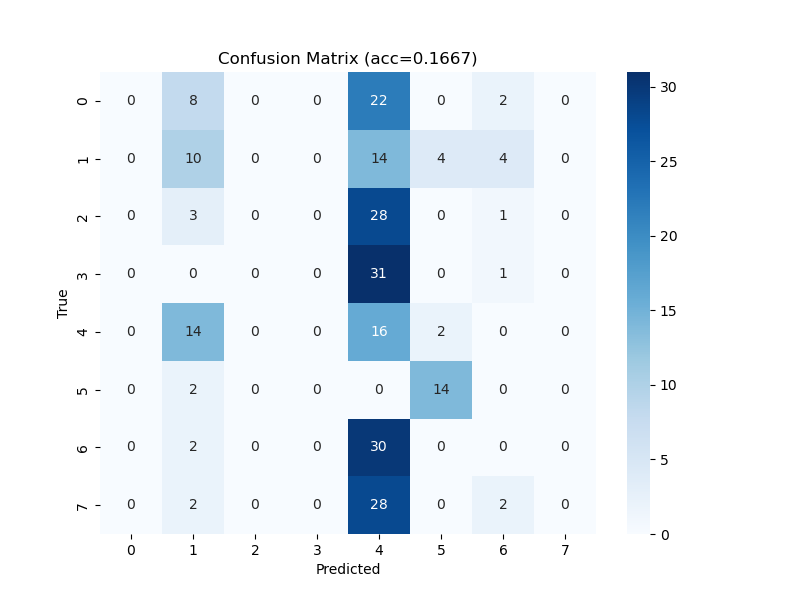 Confusion Matrix (acc=0.1667)
0 0 8 0 0 22 0 2 0
1 0 10 0 0 14 4 4 0
2 0 3 0 0 28 0 1 0
3 0 0 0 0 31 0 1 0
4 0 14 0 0 16 2 0 0
5 0 2 0 0 0 14 0 0
6 0 2 0 0 30 0 0 0
7 0 2 0 0 28 0 2 0
0 1 2 3 4 5 6 7
Predicted
True
30
25
20
15
10
5
0